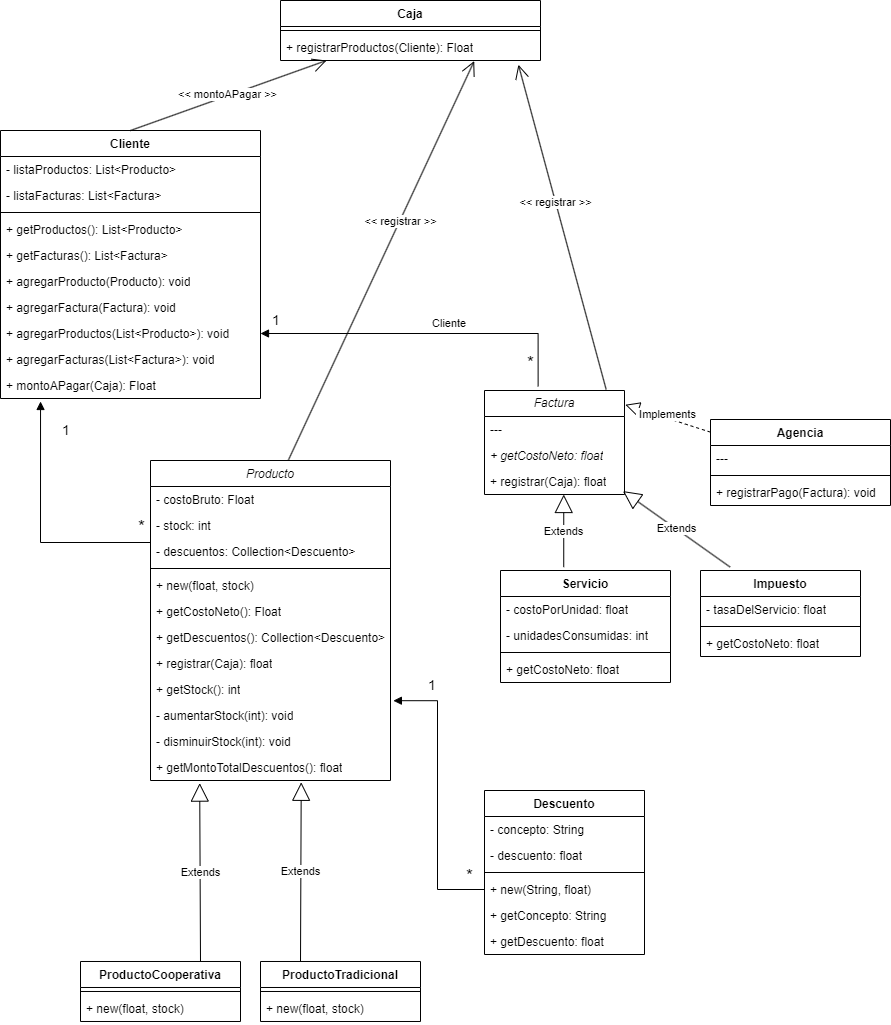 Caja
+ registrarProductos(Cliente): Float
<< montoAPagar >>
Cliente
- listaProductos: List<Producto>
- listaFacturas: List<Factura>
+ getProductos(): List<Producto>
+ getFacturas(): List<Factura>
+ agregarProducto(Producto): void
+ agregarFactura(Factura): void
+ agregarProductos(List<Producto>): void
+ agregarFacturas(List<Factura>): void
+ montoAPagar(Caja): Float
<< registrar >>
<< registrar >>
1
Cliente
*
1
*
Factura
---
+ getCostoNeto: float
+ registrar(Caja): float
Implements
Agencia
---
+ registrarPago(Factura): void
Extends
Extends
Servicio
- costoPorUnidad: float
- unidadesConsumidas: int
+ getCostoNeto: float
Impuesto
- tasaDelServicio: float
+ getCostoNeto: float
Producto
- costoBruto: Float
- stock: int
- descuentos: Collection<Descuento>
+ new(float, stock)
+ getCostoNeto(): Float
+ getDescuentos(): Collection<Descuento>
+ registrar(Caja): float
+ getStock(): int
- aumentarStock(int): void
- disminuirStock(int): void
+ getMontoTotalDescuentos(): float
1
*
Descuento
- concepto: String
- descuento: float
+ new(String, float)
+ getConcepto: String
+ getDescuento: float
Extends
Extends
ProductoCooperativa
+ new(float, stock)
ProductoTradicional
+ new(float, stock)